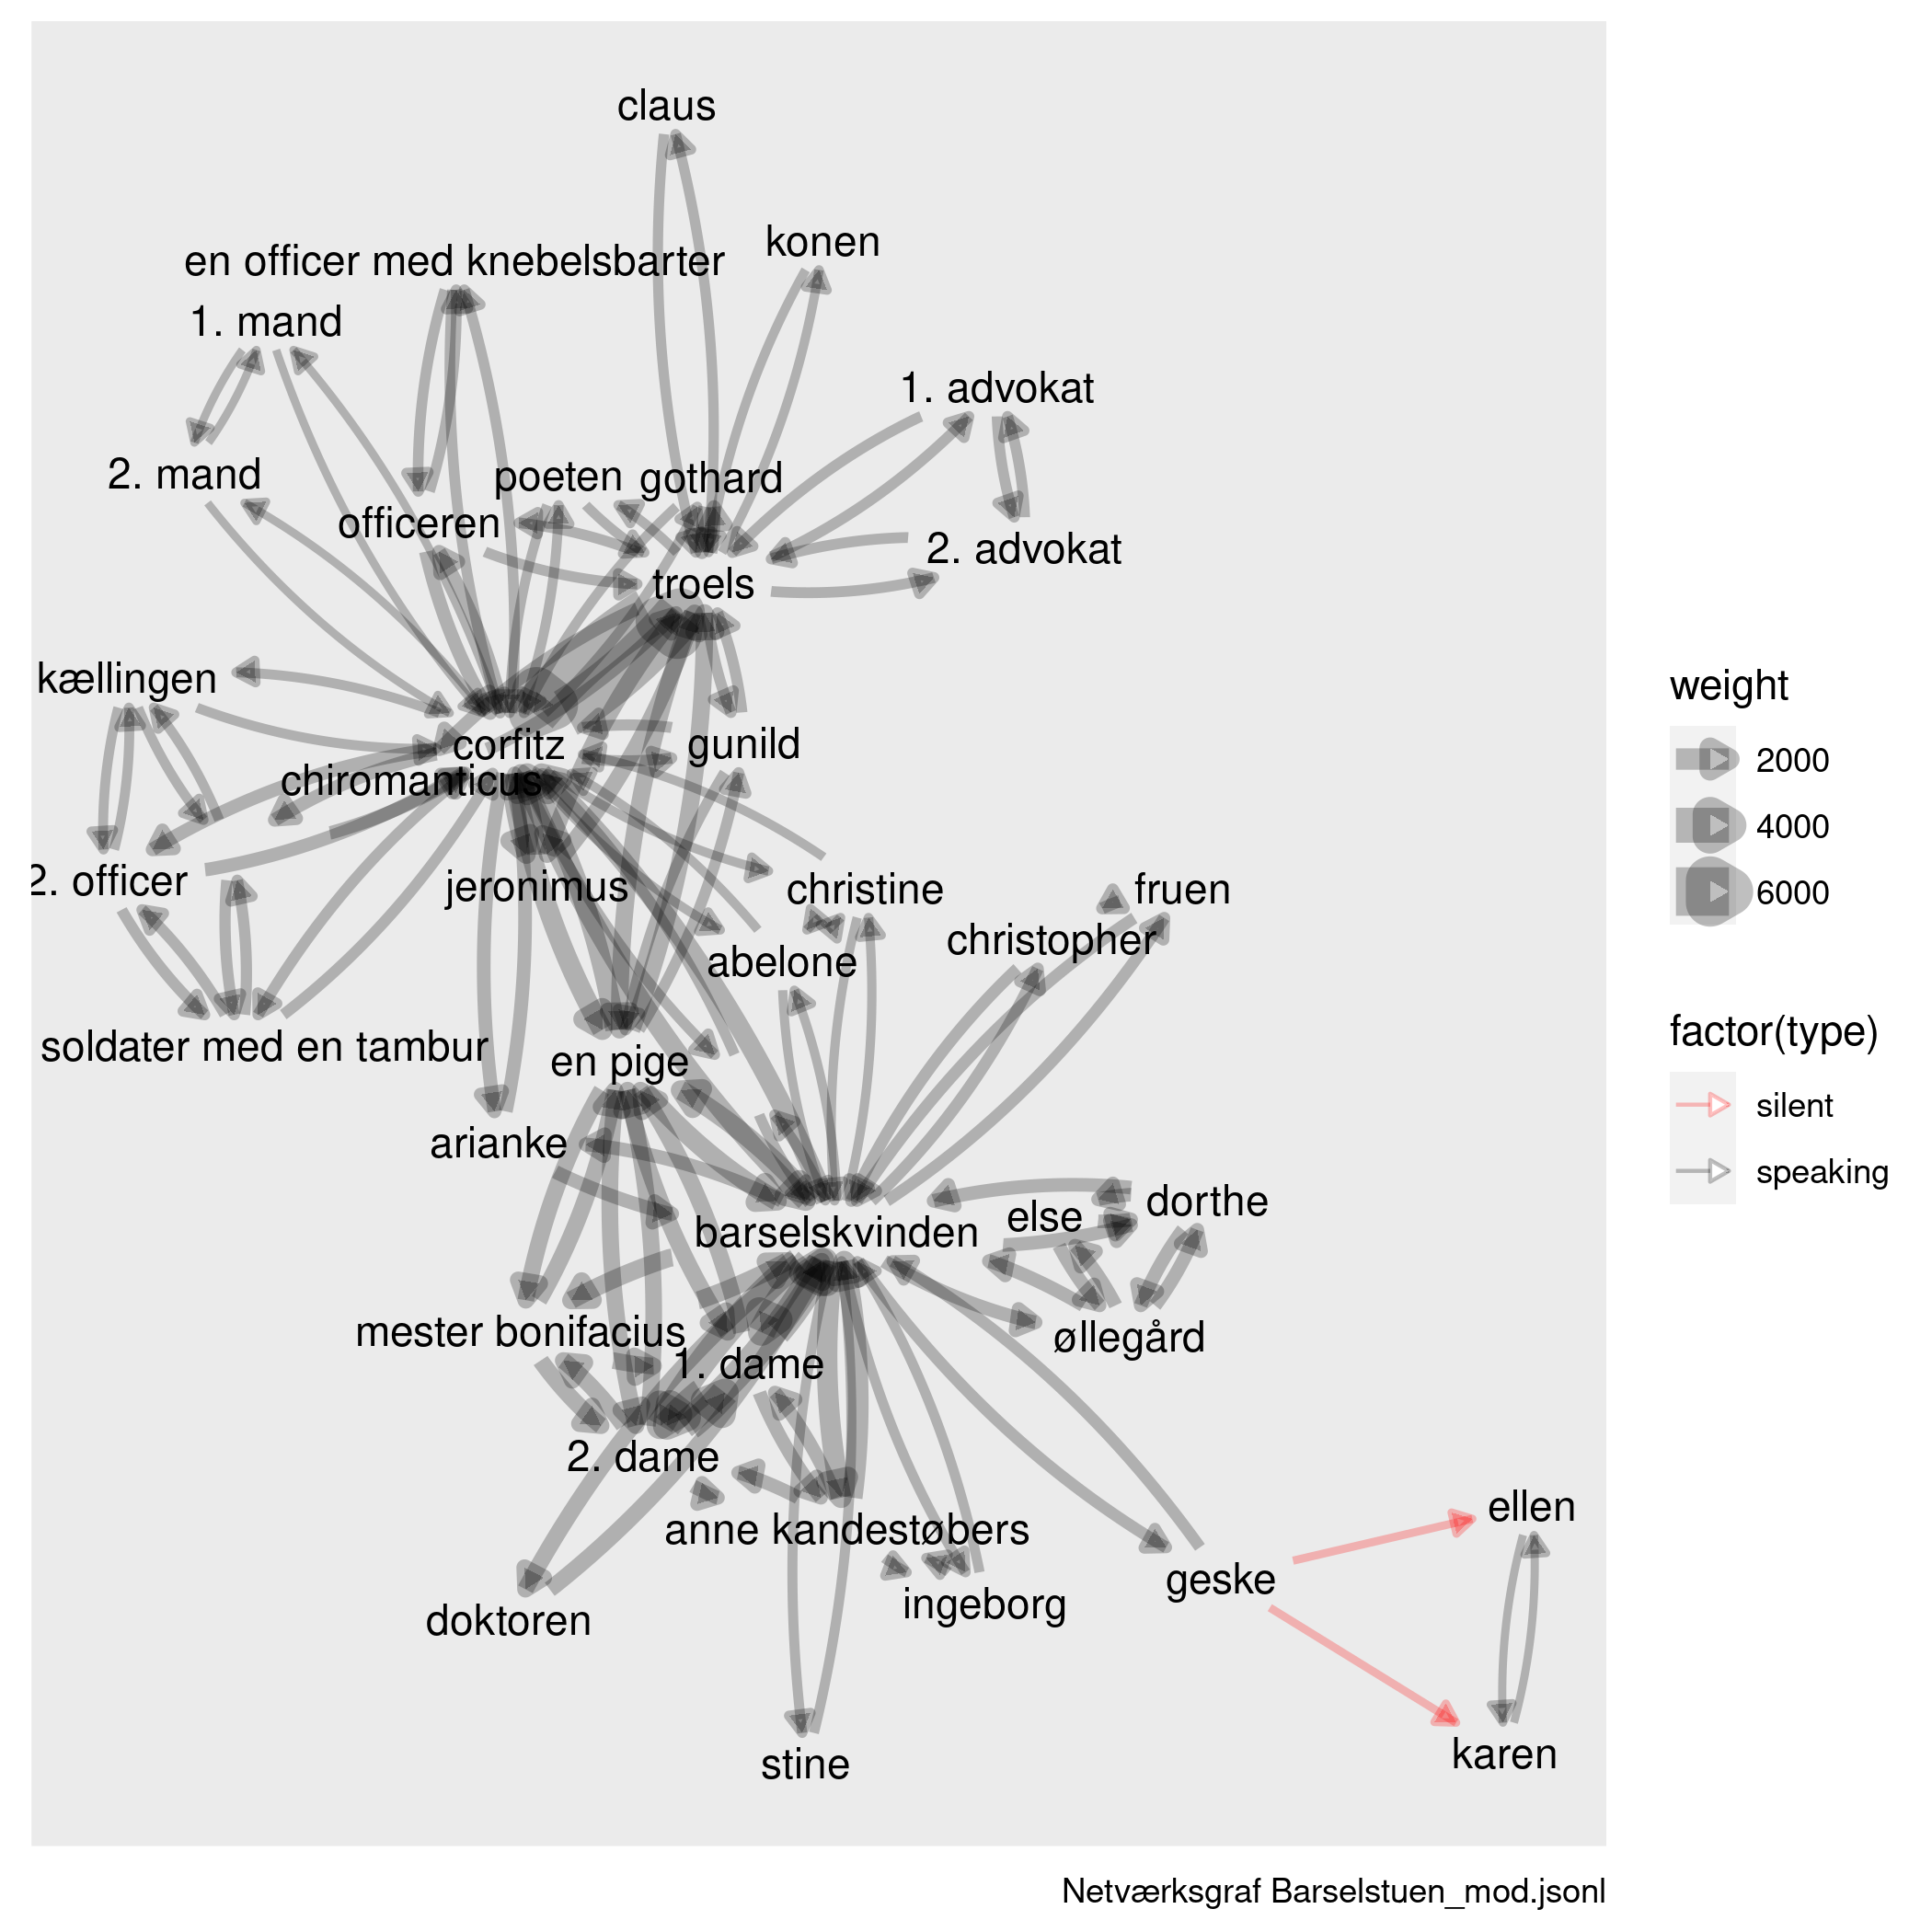 claus
konen
en officer med knebelsbarter
1. mand
1. advokat
2. mand
poeten
gothard
officeren
2. advokat
troels
kællingen
corfitz
gunild
chiromanticus
2. officer
jeronimus
christine
fruen
christopher
abelone
soldater med en tambur
en pige
arianke
dorthe
else
barselskvinden
mester bonifacius
øllegård
1. dame
2. dame
anne kandestøbers
ellen
geske
ingeborg
doktoren
karen
stine
weight
2000
4000
6000
factor(type)
silent
speaking
Netværksgraf Barselstuen_mod.jsonl